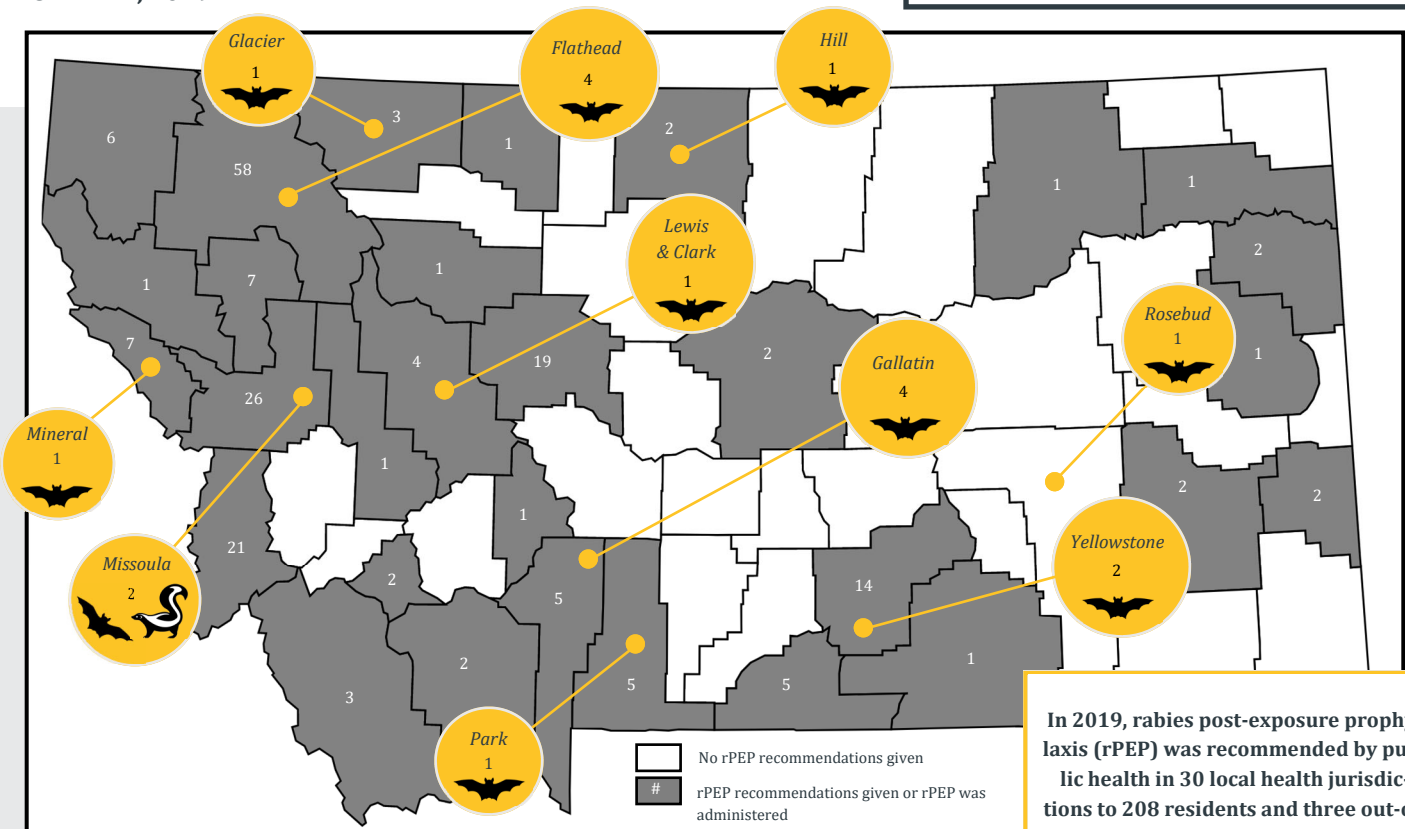 Glacier
1
Flathead
4
Hill
1
3
6
1
2
58
1
1
Lewis
& Clark
1
2
1
7
1
Rosebud
1
7
4
19
2
Gallatin
4
1
26
Mineral
1
1
2
2
1
Yellowstone
2
21
Missoula
2
2
14
5
2
1
3
5
5
Park
1
No rPEP recommendations given
#
rPEP recommendations given or rPEP was
administered
In 2019, rabies post-exposure prophy
laxis (rPEP) was recommended by pu
lic health in 30 local health jurisdic-
tions to 208 residents and three out-o